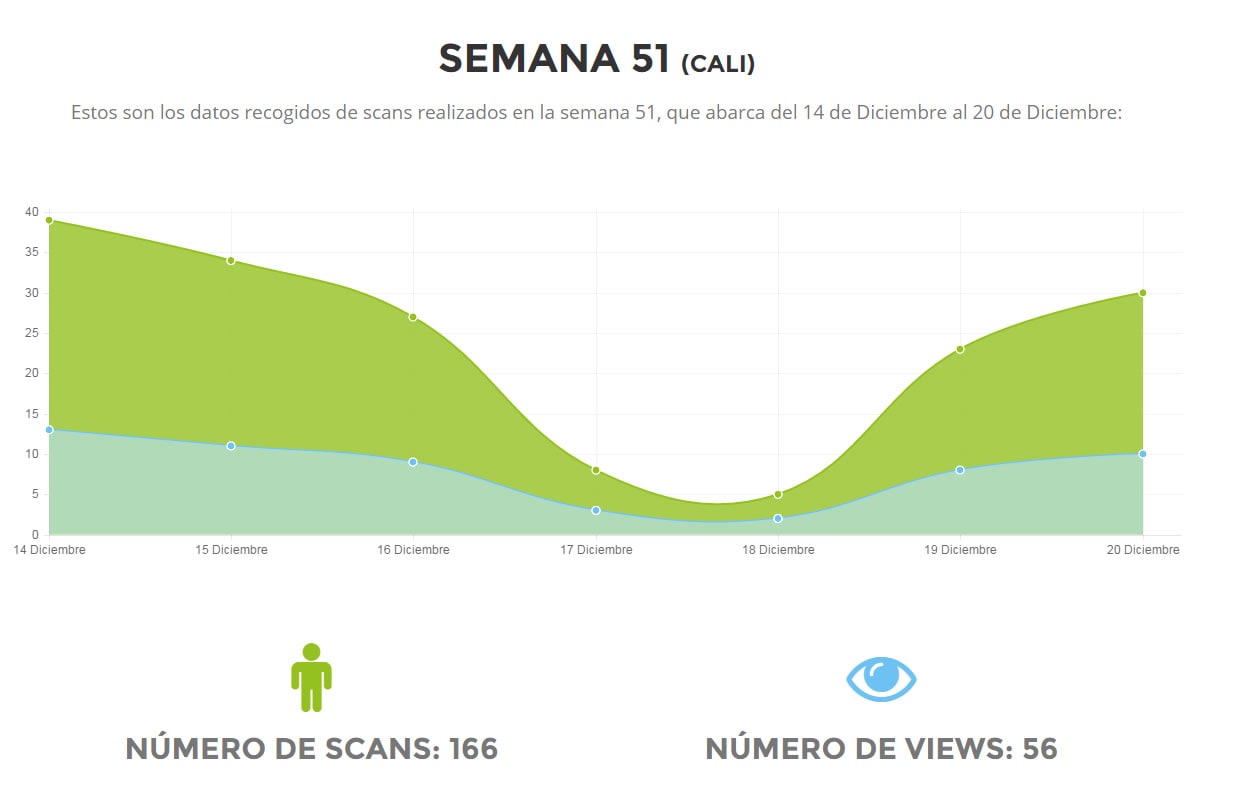 SEMANA 51 (CALI)
Estos son los datos recogidos de scans realizados en la semana 51, que abarca del 14 de Diciembre al 20 de Diciembre:
40
35
30
25
20
15
10
5
0
14 Diciembre 15 Diciembre 16 Diciembre 17 Diciembre 18 Diciembre 19 Diciembre 20 Diciembre
NÚMERO DE SCANS: 166
NÚMERO DE VIEWS: 56